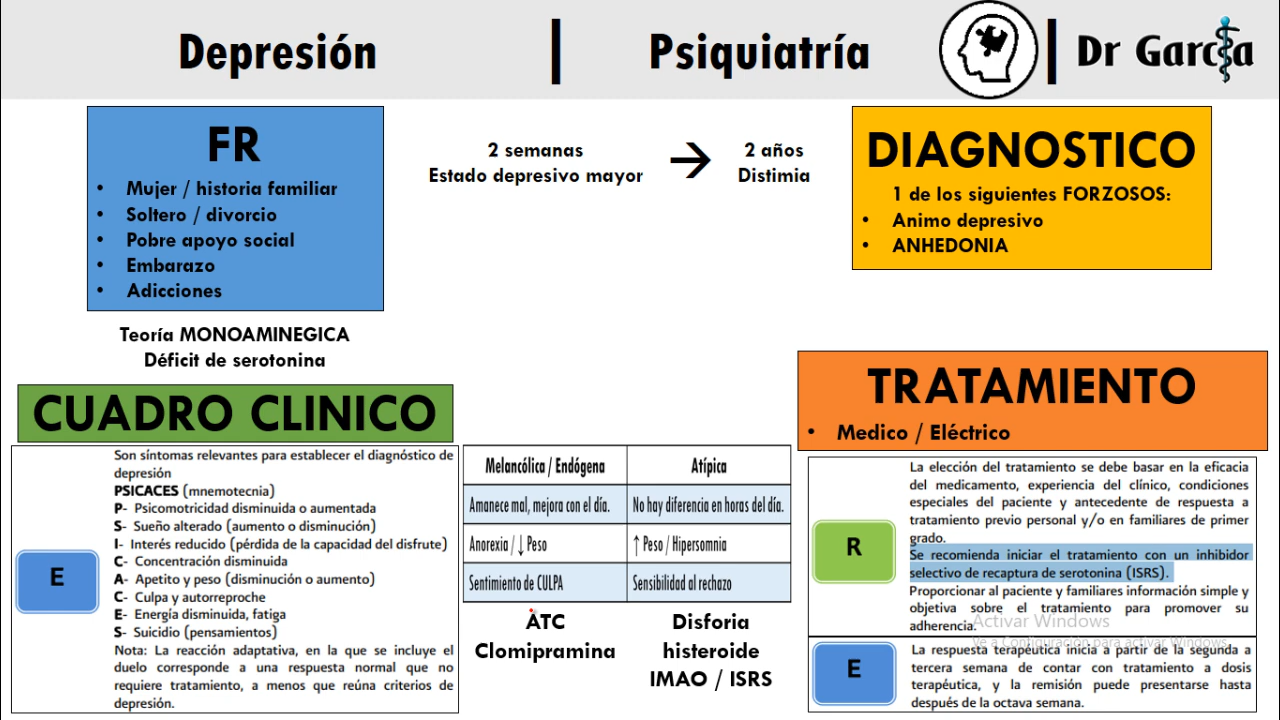 Depresión | Psiquiatría | Dr García
FR
• Mujer / historia familiar
• Soltero / divorcio
• Pobre apoyo social
• Embarazo
• Adicciones
2 semanas
Estado depresivo mayor
→
2 años
Distimia
DIAGNOSTICO
1 de los siguientes FORZOSOS:
• Animo depresivo
• ANHEDONIA
Teoría MONOAMINEGICA
Déficit de serotonina
CUADRO CLINICO
E
Son síntomas relevantes para establecer el diagnóstico de
depresión
PSICACES (mnemotecnia)
P- Psicomotricidad disminuida o aumentada
S- Sueño alterado (aumento o disminución)
I- Interés reducido (pérdida de la capacidad del disfrute)
C- Concentración disminuida
A- Apetito y peso (disminución o aumento)
C- Culpa y autorreproche
E- Energía disminuida, fatiga
S- Suicidio (pensamientos)
Nota: La reacción adaptativa, en la que se incluye el
duelo corresponde a una respuesta normal que no
requiere tratamiento, a menos que reúna criterios de
depresión.
Melancólica / Endógena Atípica
Amanece mal, mejora con el día. No hay diferencia en horas del día.
Anorexia / ↓ Peso ↑ Peso / Hipersomnia
Sentimiento de CULPA Sensibilidad al rechazo
ATC
Clomipramina
Disforia
histeroide
IMAO / ISRS
TRATAMIENTO
• Medico / Eléctrico
R
La elección del tratamiento se debe basar en la eficacia
del medicamento, experiencia del clínico, condiciones
especiales del paciente y antecedente de respuesta a
tratamiento previo personal y/o en familiares de primer
grado.
Se recomienda iniciar el tratamiento con un inhibidor
selectivo de recaptura de serotonina (ISRS).
Proporcionar al paciente y familiares información simple y
objetiva sobre el tratamiento para promover su
adherencia.
Activar Windows
Ve a Configuración para activar Windows.
E
La respuesta terapéutica inicia a partir de la segunda a
tercera semana de contar con tratamiento a dosis
terapéutica, y la remisión puede presentarse hasta
después de la octava semana.